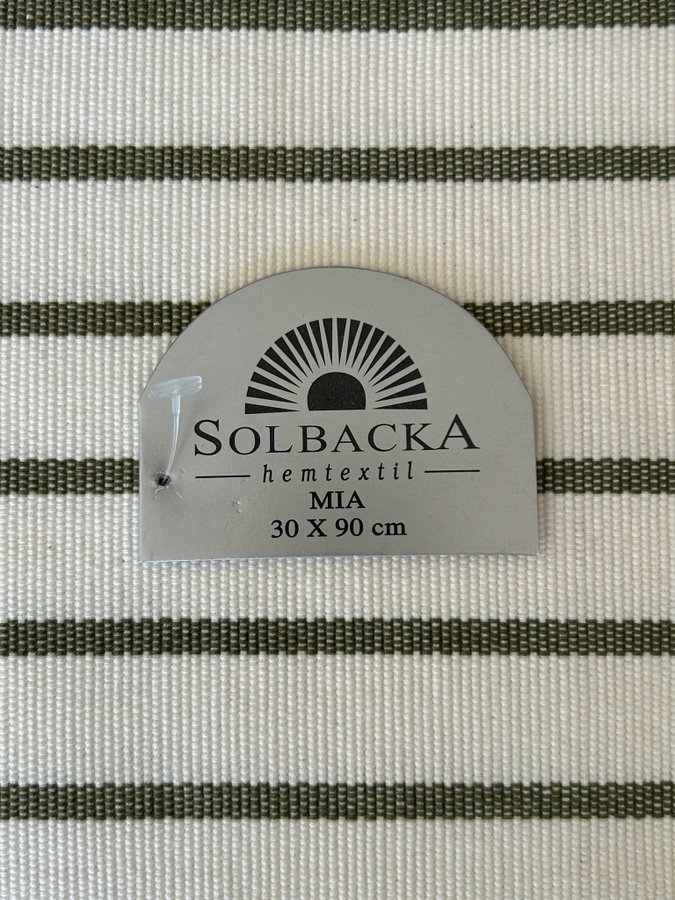 SOLBACKA
hemtextil
MIA
30 X 90 cm